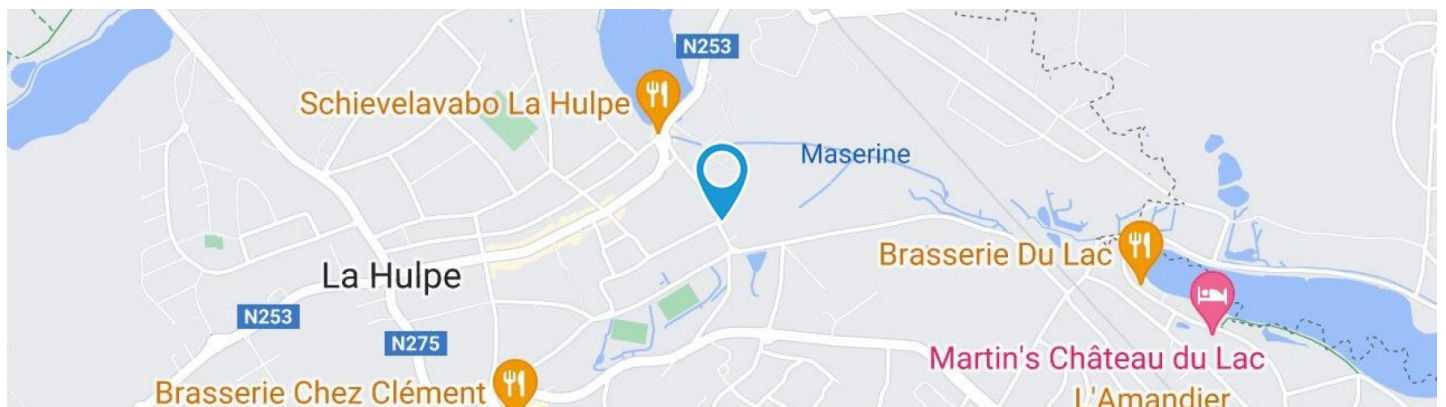 N253
Schievelavabo La Hulpe
Maserine
Brasserie Du Lac
La Hulpe
N253
N275
Martin's Château du Lac
Brasserie Chez Clément
L'Amandier